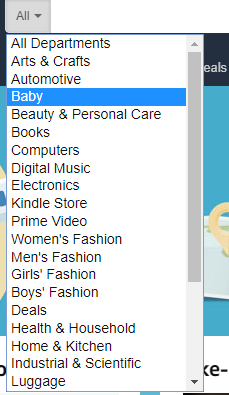 All
All Departments
Arts & Crafts
Automotive
Baby
Beauty & Personal Care
Books
Computers
Digital Music
Electronics
Kindle Store
Prime Video
Women's Fashion
Men's Fashion
Girls' Fashion
Boys' Fashion
Deals
Health & Household
Home & Kitchen
Industrial & Scientific
Luggage
eals
ke-